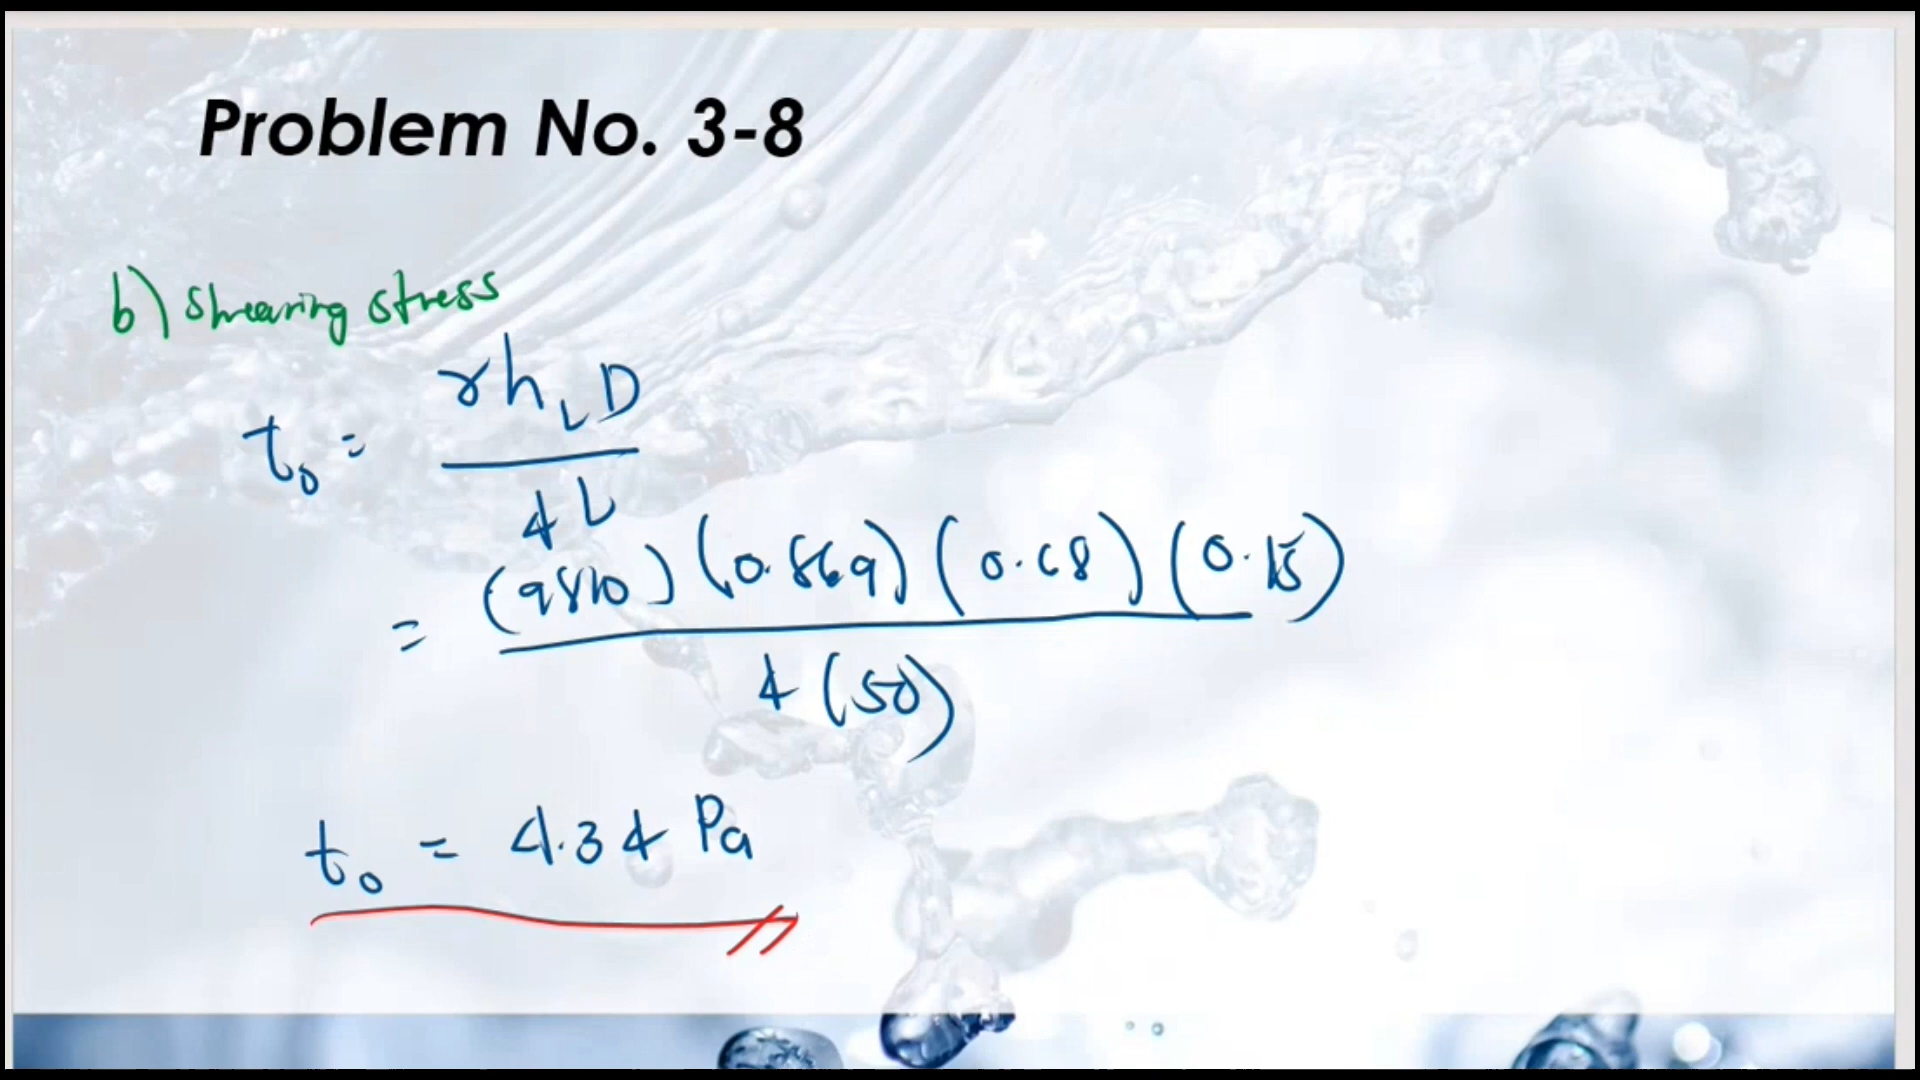 Problem No. 3-8
b) shearing stress
t₀ = γh_L D
4L
= (9810) (0.869) (0.68) (0.15)
4 (50)
t₀ = 4.34 Pa